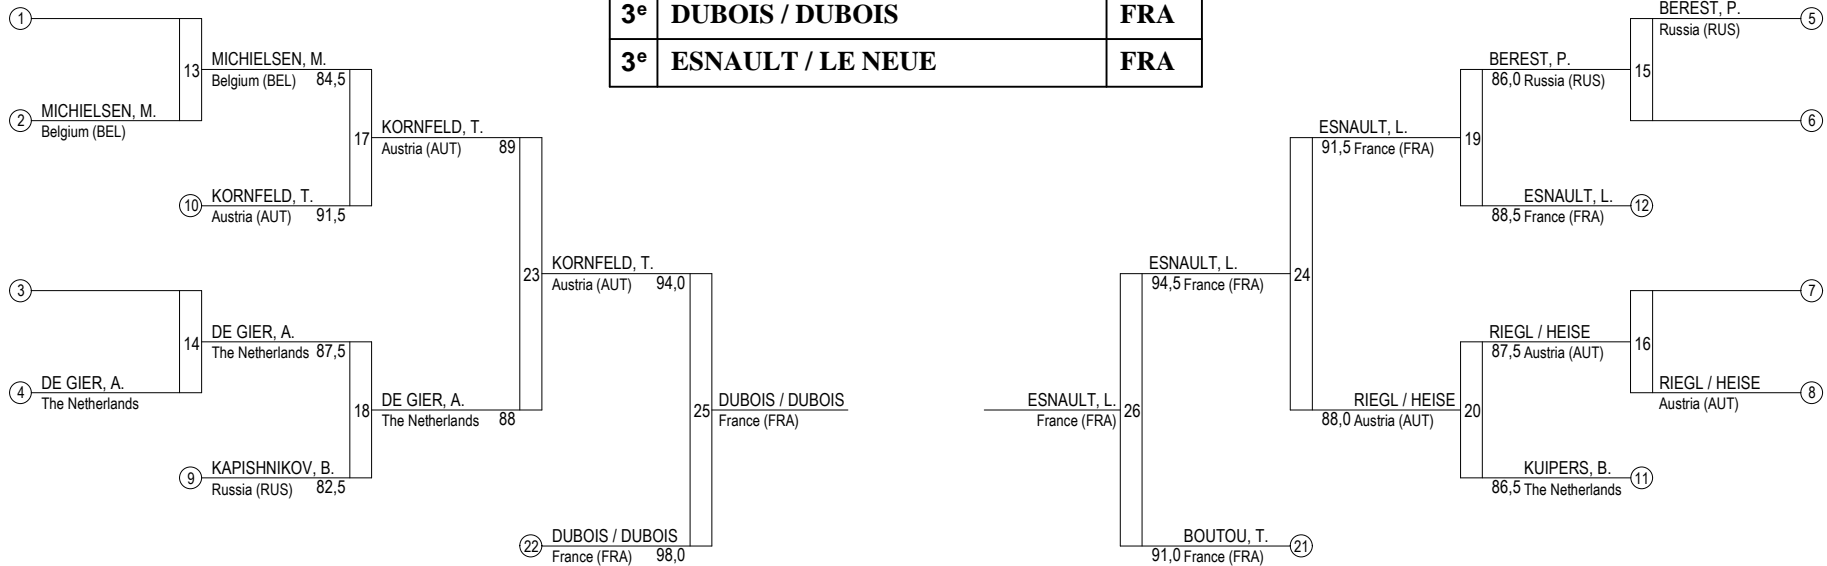 3e DUBOIS / DUBOIS FRA
3e ESNAULT / LE NEUE FRA
1
13
MICHIELSEN, M.
Belgium (BEL) 84,5
2
MICHIELSEN, M.
Belgium (BEL)
17
KORNFELD, T.
Austria (AUT) 89
10
KORNFELD, T.
Austria (AUT) 91,5
23
KORNFELD, T.
Austria (AUT) 94,0
3
14
DE GIER, A.
The Netherlands 87,5
4
DE GIER, A.
The Netherlands
18
DE GIER, A.
The Netherlands 88
9
KAPISHNIKOV, B.
Russia (RUS) 82,5
25
DUBOIS / DUBOIS
France (FRA)
22
DUBOIS / DUBOIS
France (FRA) 98,0
BEREST, P.
Russia (RUS)
5
15
BEREST, P.
86,0 Russia (RUS)
6
19
ESNAULT, L.
91,5 France (FRA)
ESNAULT, L.
88,5 France (FRA)
12
24
ESNAULT, L.
94,5 France (FRA)
7
16
RIEGL / HEISE
87,5 Austria (AUT)
RIEGL / HEISE
Austria (AUT)
8
20
RIEGL / HEISE
88,0 Austria (AUT)
KUIPERS, B.
86,5 The Netherlands
11
26
ESNAULT, L.
France (FRA)
BOUTOU, T.
91,0 France (FRA)
21